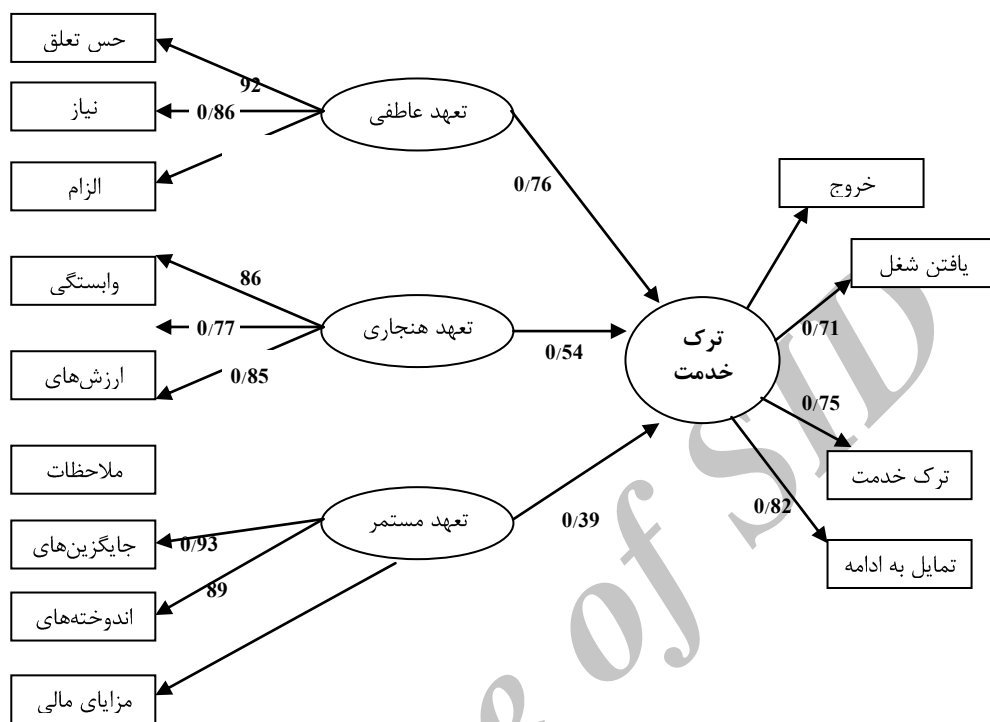 حس تعلق
92
نیاز
0/86
تعهد عاطفی
الزام
0/76
خروج
وابستگی
86
یافتن شغل
0/77
تعهد هنجاری
0/54
ترک
خدمت
0/71
ارزش‌های
0/85
0/75
ملاحظات
ترک خدمت
جایگزین‌های
0/93
تعهد مستمر
0/39
0/82
تمایل به ادامه
اندوخته‌های
89
مزایای مالی
e of SID